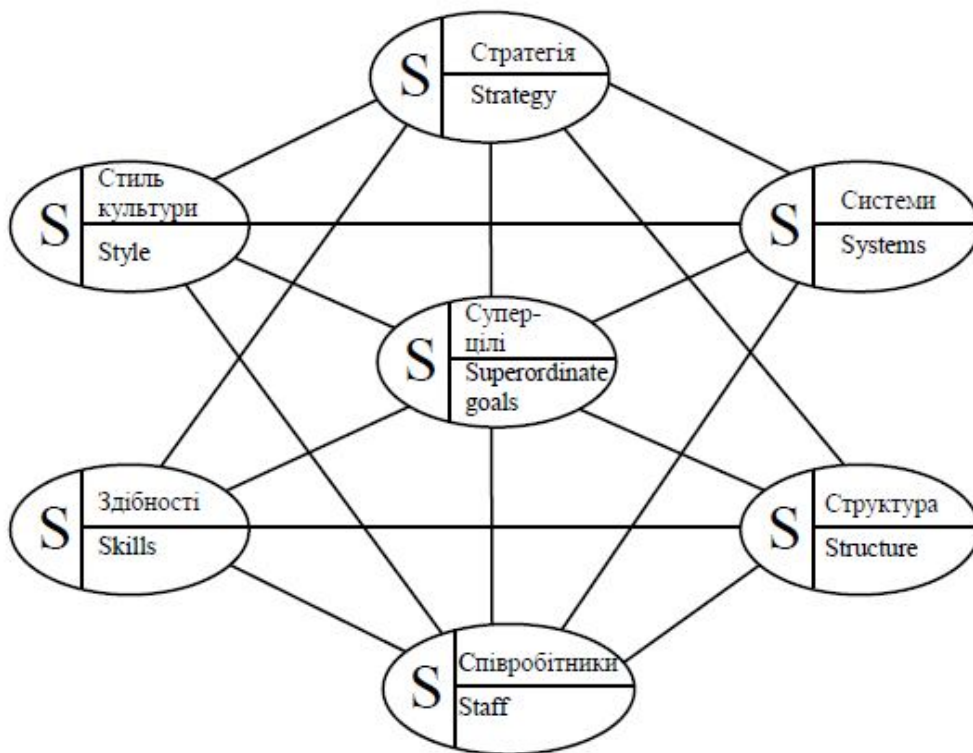 S
Стратегія
Strategy
S
Стиль
культури
Style
S
Системи
Systems
S
Супер-
цілі
Superordinate
goals
S
Здібності
Skills
S
Структура
Structure
S
Співробітники
Staff